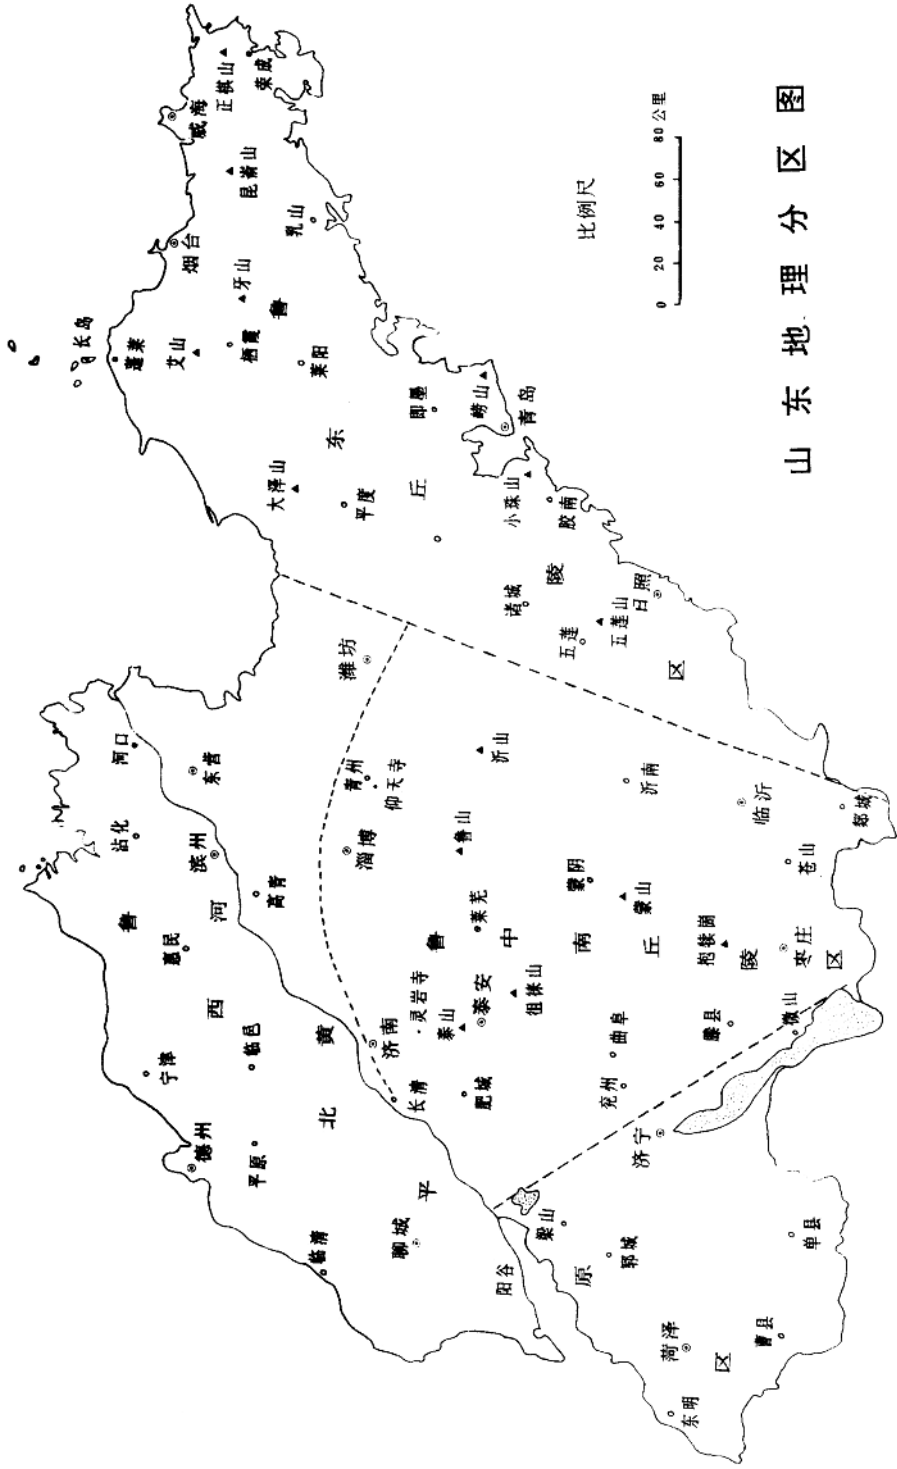 山东地理分区图
比例尺
0 20 40 60 80 公里
鲁西北平原区
鲁中南丘陵区
鲁东丘陵区
黄河
长岛
蓬莱
烟台
威海
正棋山
荣成
昆嵛山
乳山
牙山
艾山
栖霞
莱阳
即墨
崂山
青岛
大泽山
平度
小珠山
胶南
诸城
五莲
五莲山
日照
潍坊
河口
东营
沾化
滨州
高青
惠民
宁津
临邑
德州
平原
临清
聊城
阳谷
青州
仰天寺
淄博
沂山
鲁山
莱芜
灵岩寺
泰山
泰安
徂徕山
济南
长清
肥城
沂南
临沂
郯城
苍山
蒙阴
蒙山
抱犊崮
枣庄
滕县
微山
曲阜
兖州
济宁
梁山
郓城
菏泽
东明
曹县
单县